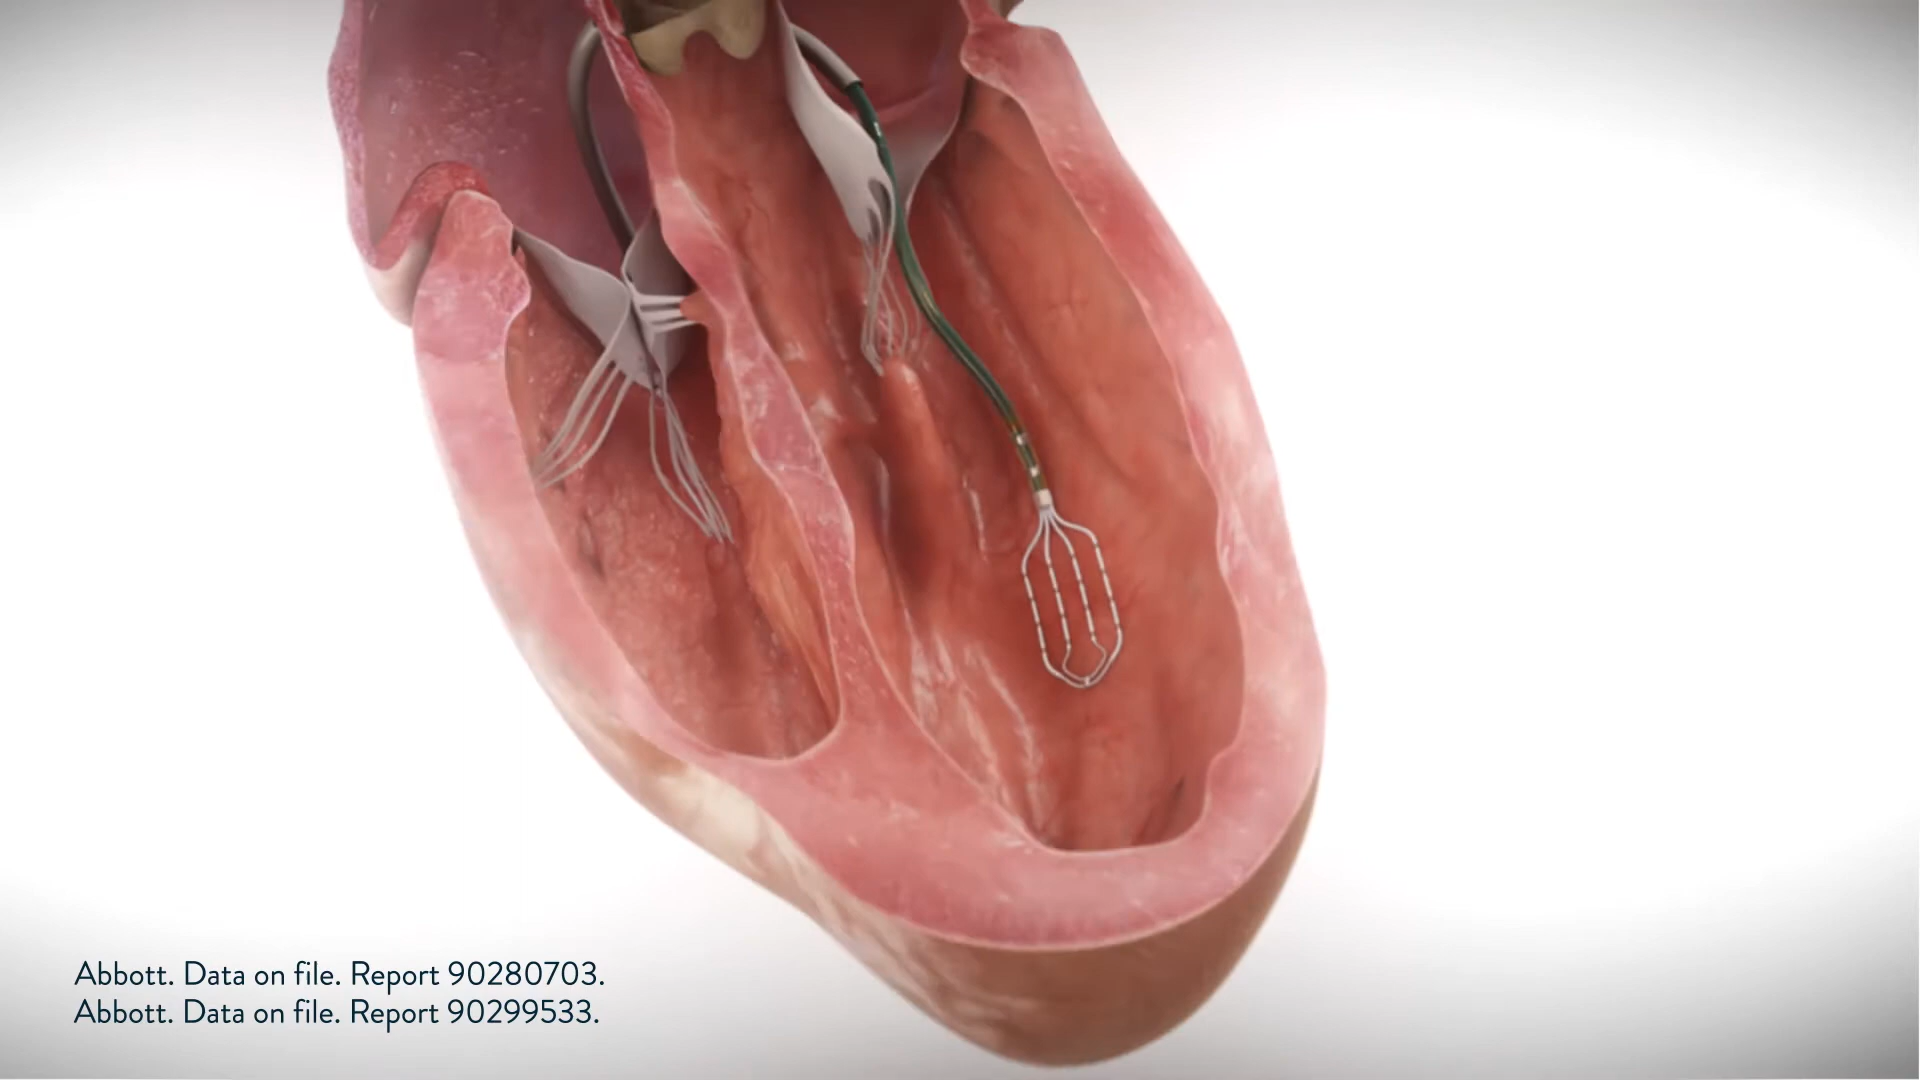 Abbott. Data on file. Report 90280703.
Abbott. Data on file. Report 90299533.